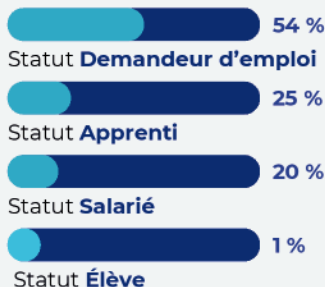 54 %
Statut Demandeur d’emploi
25 %
Statut Apprenti
20 %
Statut Salarié
1 %
Statut Élève